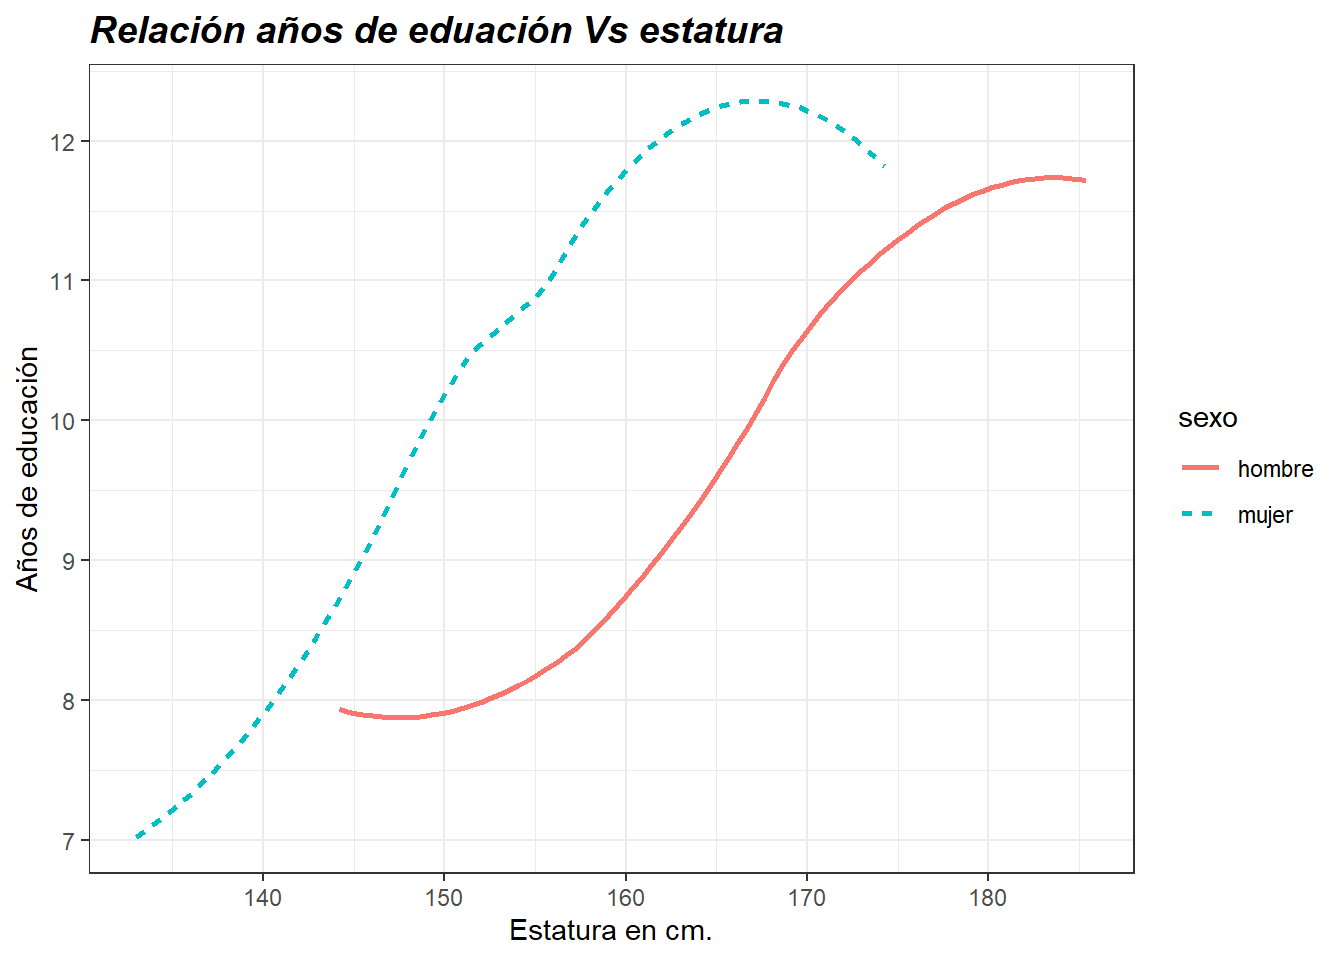 Relación años de eduación Vs estatura
Años de educación
12
11
10
9
8
7
140 150 160 170 180
Estatura en cm.
sexo
hombre
mujer